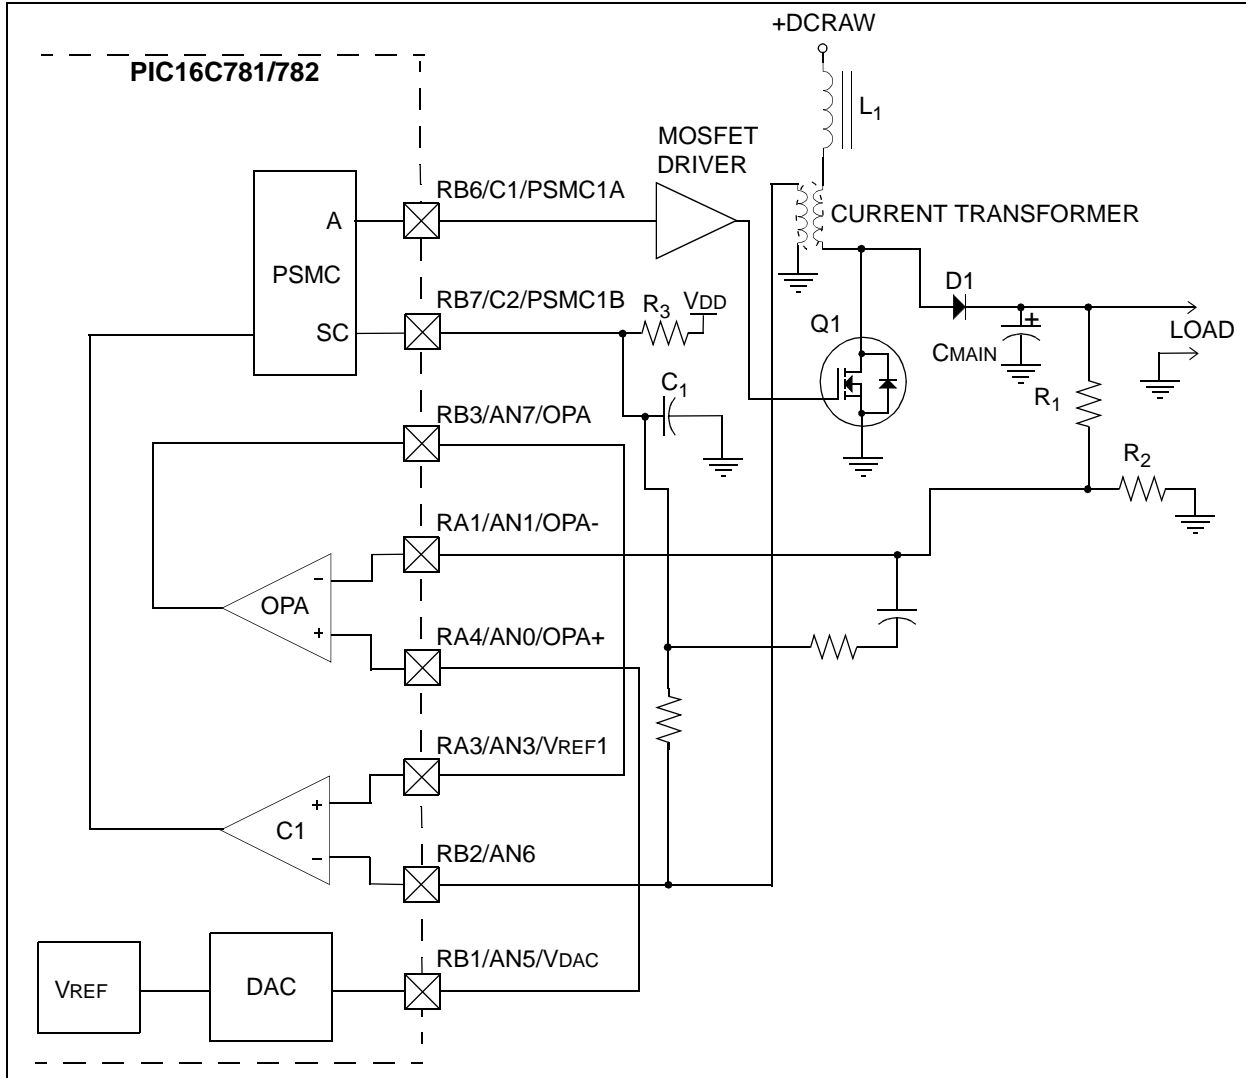 +DCRAW
PIC16C781/782
L1
MOSFET
DRIVER
RB6/C1/PSMC1A
A
CURRENT TRANSFORMER
PSMC
D1
RB7/C2/PSMC1B
R3
VDD
SC
Q1
+
LOAD
CMAIN
C1
R1
RB3/AN7/OPA
R2
RA1/AN1/OPA-
−
OPA
+
RA4/AN0/OPA+
RA3/AN3/VREF1
+
C1
−
RB2/AN6
RB1/AN5/VDAC
VREF
DAC